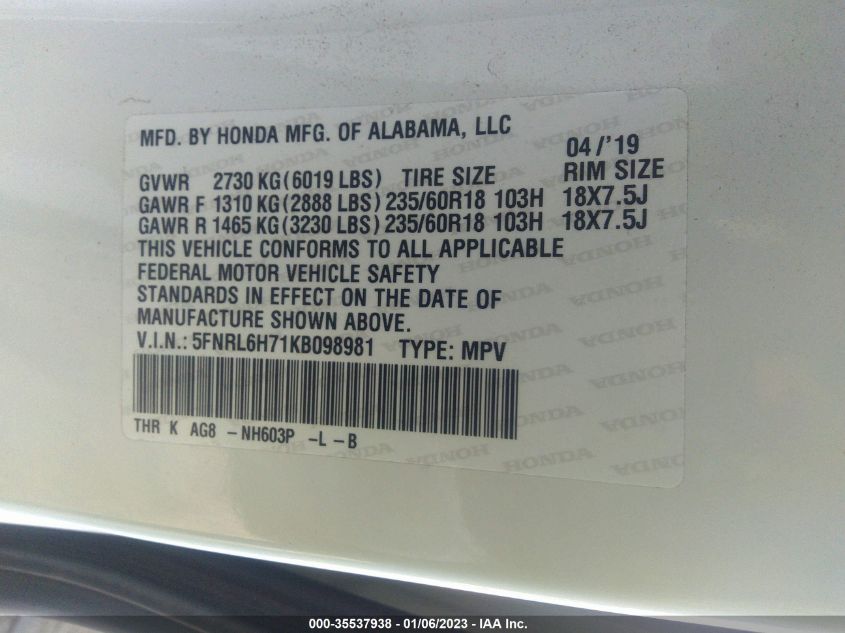 MFD. BY HONDA MFG. OF ALABAMA, LLC 04/'19
GVWR 2730 KG(6019 LBS) TIRE SIZE RIM SIZE
GAWR F 1310 KG(2888 LBS) 235/60R18 103H 18X7.5J
GAWR R 1465 KG(3230 LBS) 235/60R18 103H 18X7.5J
THIS VEHICLE CONFORMS TO ALL APPLICABLE
FEDERAL MOTOR VEHICLE SAFETY
STANDARDS IN EFFECT ON THE DATE OF
MANUFACTURE SHOWN ABOVE.
V.I.N.: 5FNRL6H71KB098981 TYPE: MPV
THR K AG8 -NH603P -L -B
000-35537938 - 01/06/2023 - © IAA Inc.